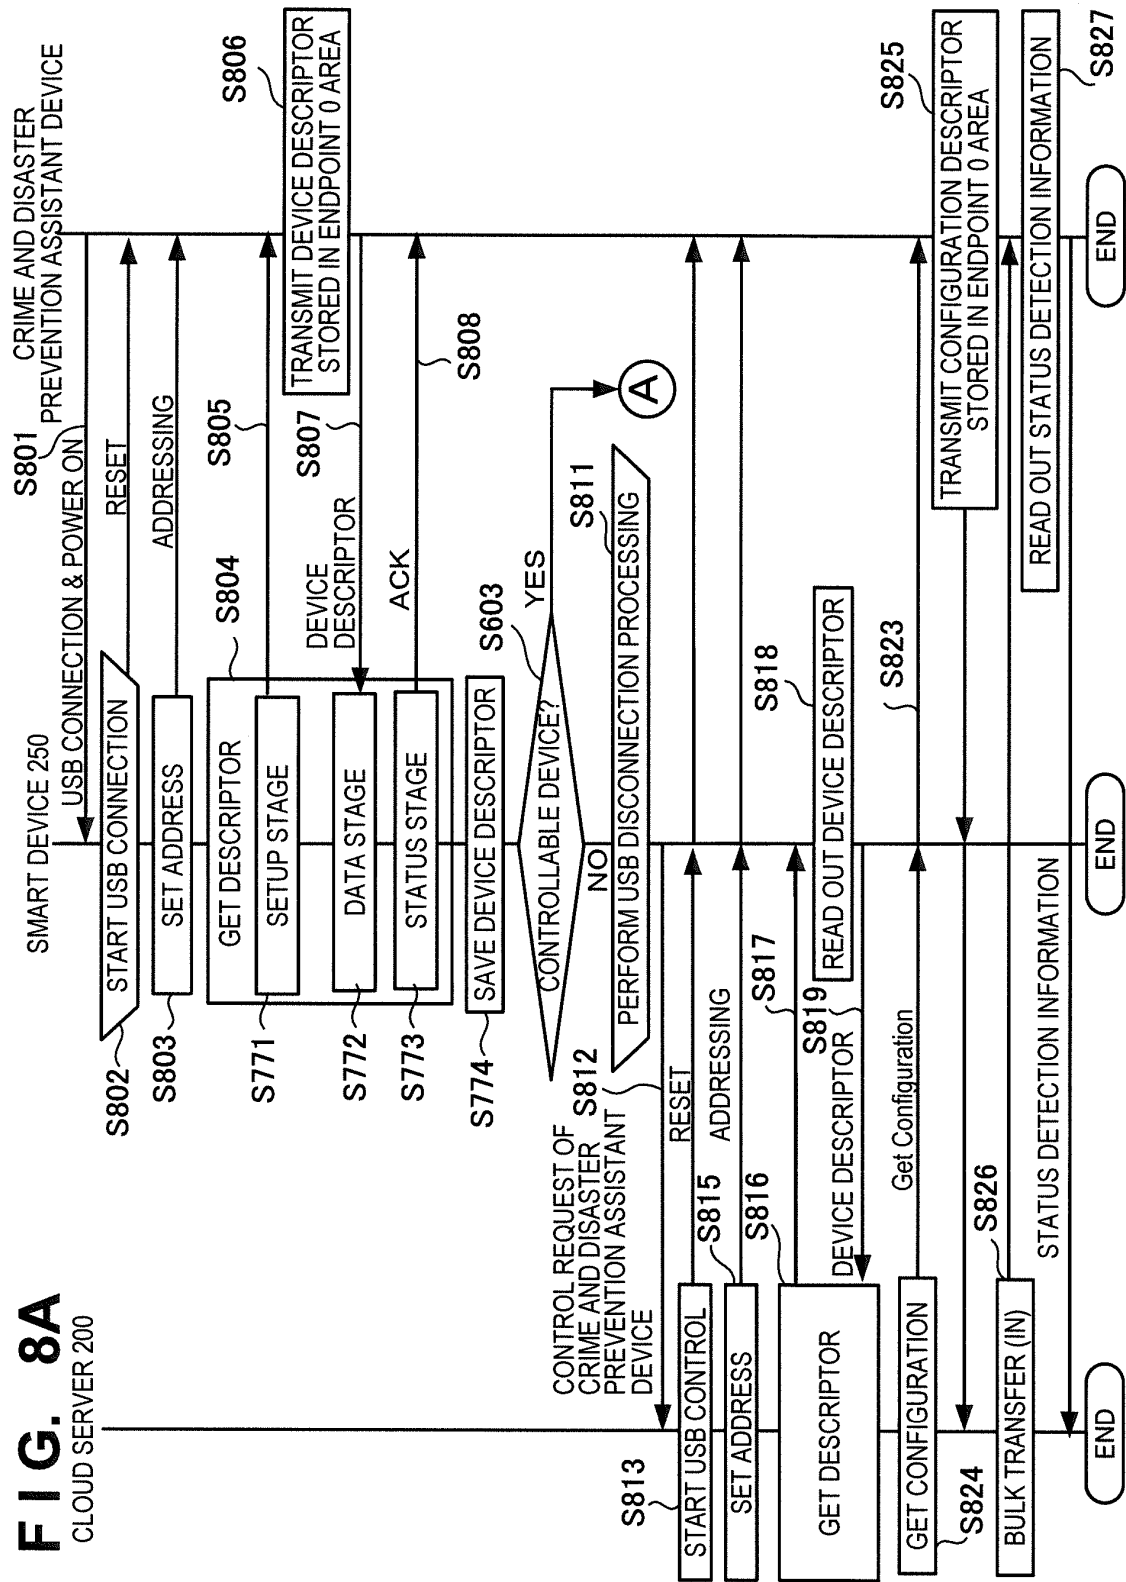 FIG. 8A
CLOUD SERVER 200
SMART DEVICE 250
CRIME AND DISASTER
PREVENTION ASSISTANT DEVICE
S801
USB CONNECTION & POWER ON
S802
START USB CONNECTION
RESET
S803
SET ADDRESS
ADDRESSING
S804
GET DESCRIPTOR
S771
SETUP STAGE
S805
S806
TRANSMIT DEVICE DESCRIPTOR
STORED IN ENDPOINT 0 AREA
S772
DATA STAGE
DEVICE
DESCRIPTOR
S807
S773
STATUS STAGE
ACK
S808
S774
SAVE DEVICE DESCRIPTOR
S603
CONTROLLABLE DEVICE?
YES
A
NO
S811
PERFORM USB DISCONNECTION PROCESSING
S812
CONTROL REQUEST OF
CRIME AND DISASTER
PREVENTION ASSISTANT
DEVICE
S813
START USB CONTROL
RESET
S815
SET ADDRESS
ADDRESSING
S816
GET DESCRIPTOR
S817
S818
READ OUT DEVICE DESCRIPTOR
S819
DEVICE DESCRIPTOR
S824
GET CONFIGURATION
Get Configuration
S823
S825
TRANSMIT CONFIGURATION DESCRIPTOR
STORED IN ENDPOINT 0 AREA
S826
BULK TRANSFER (IN)
S827
READ OUT STATUS DETECTION INFORMATION
STATUS DETECTION INFORMATION
END
END
END